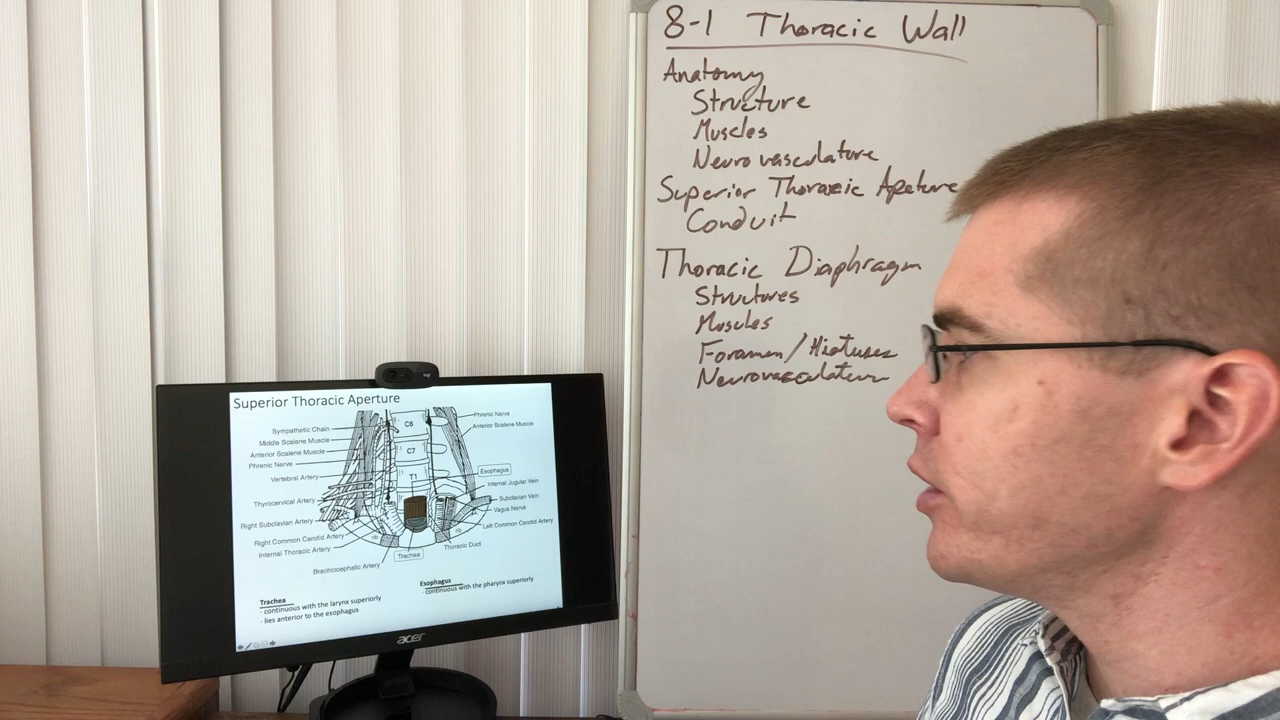 8-1 Thoracic Wall
Anatomy
Structure
Muscles
Neurovasculature
Superior Thoracic Apeture
Conduit
Thoracic Diaphragm
Structures
Muscles
Foramen/Hiatuses
Neurovasculature
Superior Thoracic Aperture
Sympathetic Chain
Middle Scalene Muscle
Anterior Scalene Muscle
Phrenic Nerve
Vertebral Artery
Thyrocervical Artery
Right Subclavian Artery
Right Common Carotid Artery
Internal Thoracic Artery
Brachiocephalic Artery
C6
C7
T1
rib
rib
Phrenic Nerve
Anterior Scalene Muscle
Esophagus
Internal Jugular Vein
Subclavian Vein
Vagus Nerve
Left Common Carotid Artery
Thoracic Duct
Trachea
Trachea
- continuous with the larynx superiorly
- lies anterior to the esophagus
Esophagus
- continuous with the pharynx superiorly
acer
logi